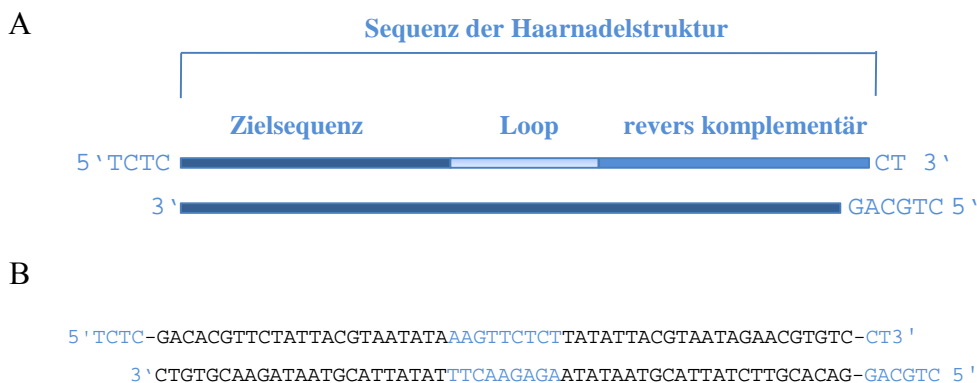 A
Sequenz der Haarnadelstruktur
Zielsequenz Loop revers komplementär
5‘TCTC CT 3‘
3‘ GACGTC 5‘
B
5'TCTC-GACACGTTCTATTACGTAATATAAAGTTCTCTTATATTACGTAATAGAACGTGTC-CT3'
3'CTGTGCAAGATAATGCATTATATTTCAAGAGAATATAATGCATTATCTTGCACAG-GACGTC 5'